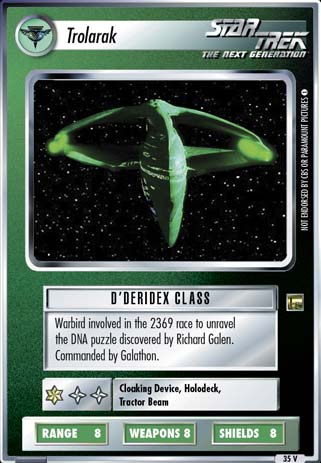 Trolarak
STAR TREK
THE NEXT GENERATION
NOT ENDORSED BY CBS OR PARAMOUNT PICTURES
D'DERIDEX CLASS
Warbird involved in the 2369 race to unravel
the DNA puzzle discovered by Richard Galen.
Commanded by Galathon.
Cloaking Device, Holodeck,
Tractor Beam
RANGE 8 WEAPONS 8 SHIELDS 8
35 V